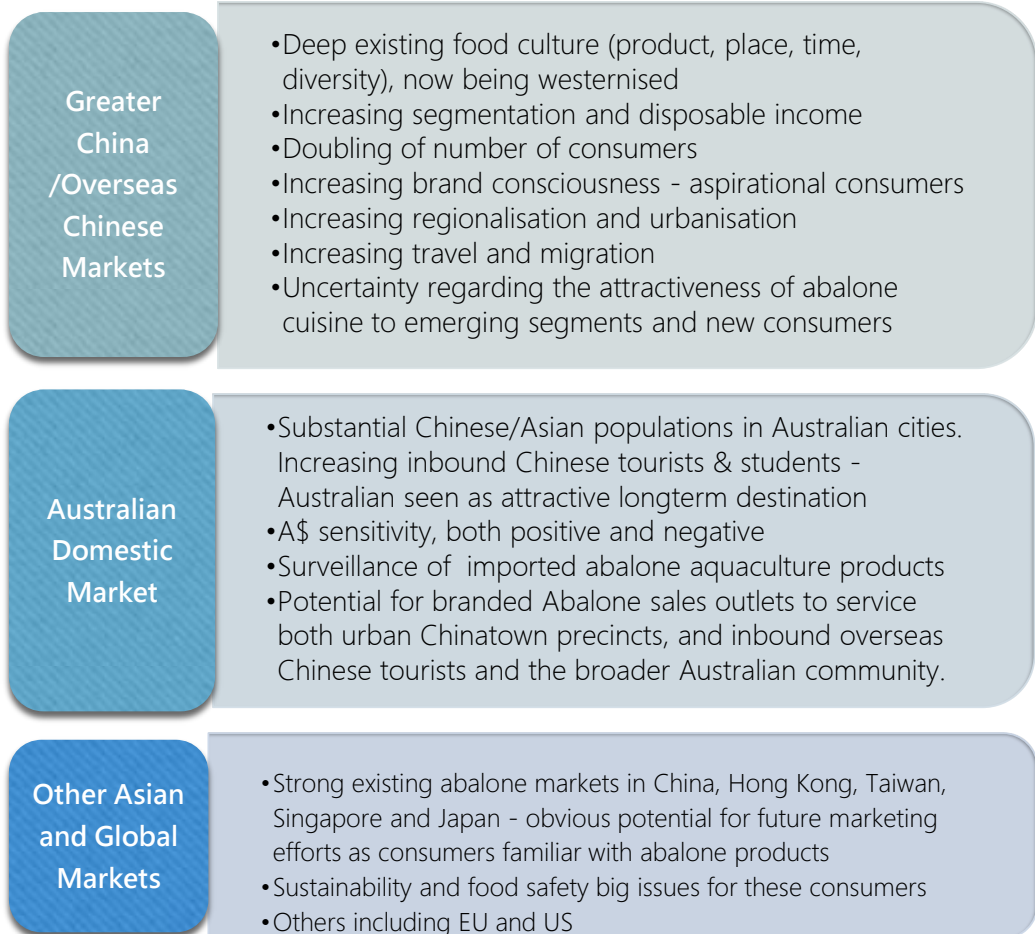 Greater
China
/Overseas
Chinese
Markets
•Deep existing food culture (product, place, time,
diversity), now being westernised
•Increasing segmentation and disposable income
•Doubling of number of consumers
•Increasing brand consciousness - aspirational consumers
•Increasing regionalisation and urbanisation
•Increasing travel and migration
•Uncertainty regarding the attractiveness of abalone
cuisine to emerging segments and new consumers
Australian
Domestic
Market
•Substantial Chinese/Asian populations in Australian cities.
Increasing inbound Chinese tourists & students -
Australian seen as attractive longterm destination
•A$ sensitivity, both positive and negative
•Surveillance of  imported abalone aquaculture products
•Potential for branded Abalone sales outlets to service
both urban Chinatown precincts, and inbound overseas
Chinese tourists and the broader Australian community.
Other Asian
and Global
Markets
•Strong existing abalone markets in China, Hong Kong, Taiwan,
Singapore and Japan - obvious potential for future marketing
efforts as consumers familiar with abalone products
•Sustainability and food safety big issues for these consumers
•Others including EU and US